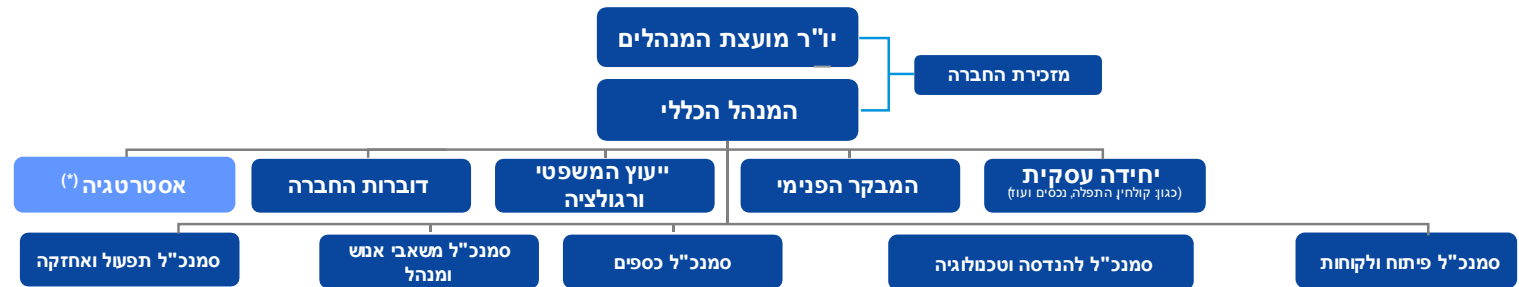 יו"ר מועצת המנהלים
מזכירת החברה
המנהל הכללי
יחידה עסקית
(כגון: קולחין, התפלה, נכסים ועוד)
המבקר הפנימי
ייעוץ המשפטי
ורגולציה
דוברות החברה
אסטרטגיה (*)
סמנכ"ל פיתוח ולקוחות
סמנכ"ל להנדסה וטכנולוגיה
סמנכ"ל כספים
סמנכ"ל משאבי אנוש
ומנהל
סמנכ"ל תפעול ואחזקה